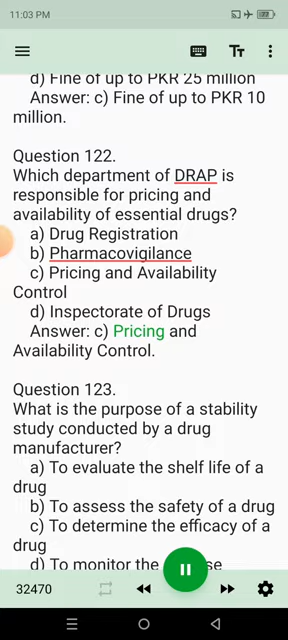 11:03 PM
d) Fine of up to PKR 25 million
Answer: c) Fine of up to PKR 10
million.
Question 122.
Which department of DRAP is
responsible for pricing and
availability of essential drugs?
a) Drug Registration
b) Pharmacovigilance
c) Pricing and Availability
Control
d) Inspectorate of Drugs
Answer: c) Pricing and
Availability Control.
Question 123.
What is the purpose of a stability
study conducted by a drug
manufacturer?
a) To evaluate the shelf life of a
drug
b) To assess the safety of a drug
c) To determine the efficacy of a
drug
d) To monitor the
32470